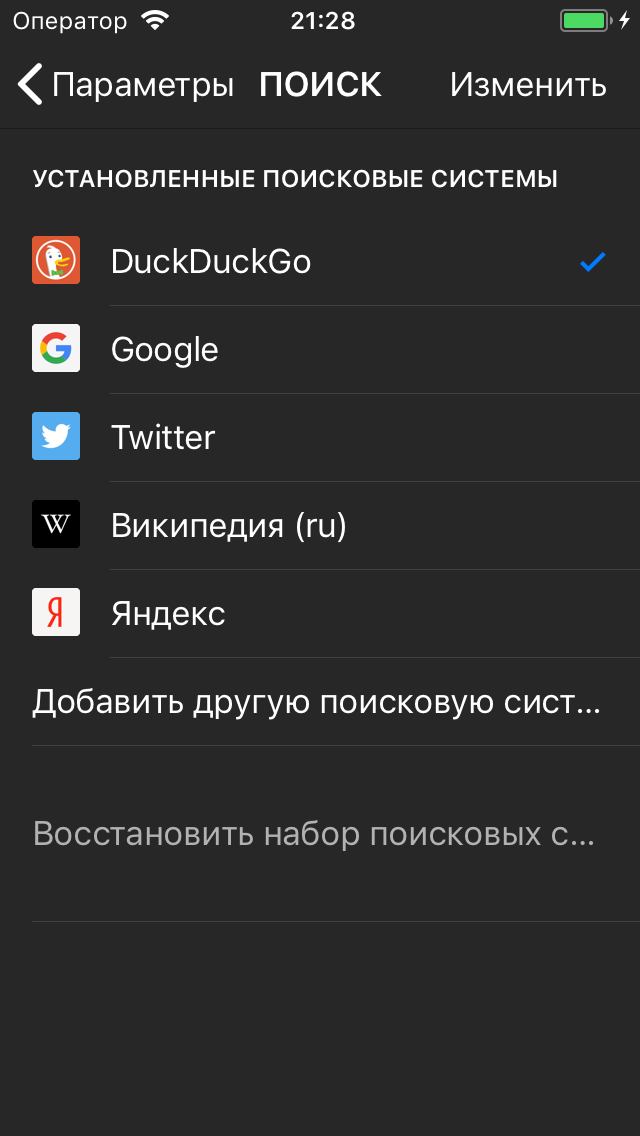 Оператор 21:28
Параметры ПОИСК Изменить
УСТАНОВЛЕННЫЕ ПОИСКОВЫЕ СИСТЕМЫ
DuckDuckGo
G Google
Twitter
W Википедия (ru)
Я Яндекс
Добавить другую поисковую сист...
Восстановить набор поисковых с...